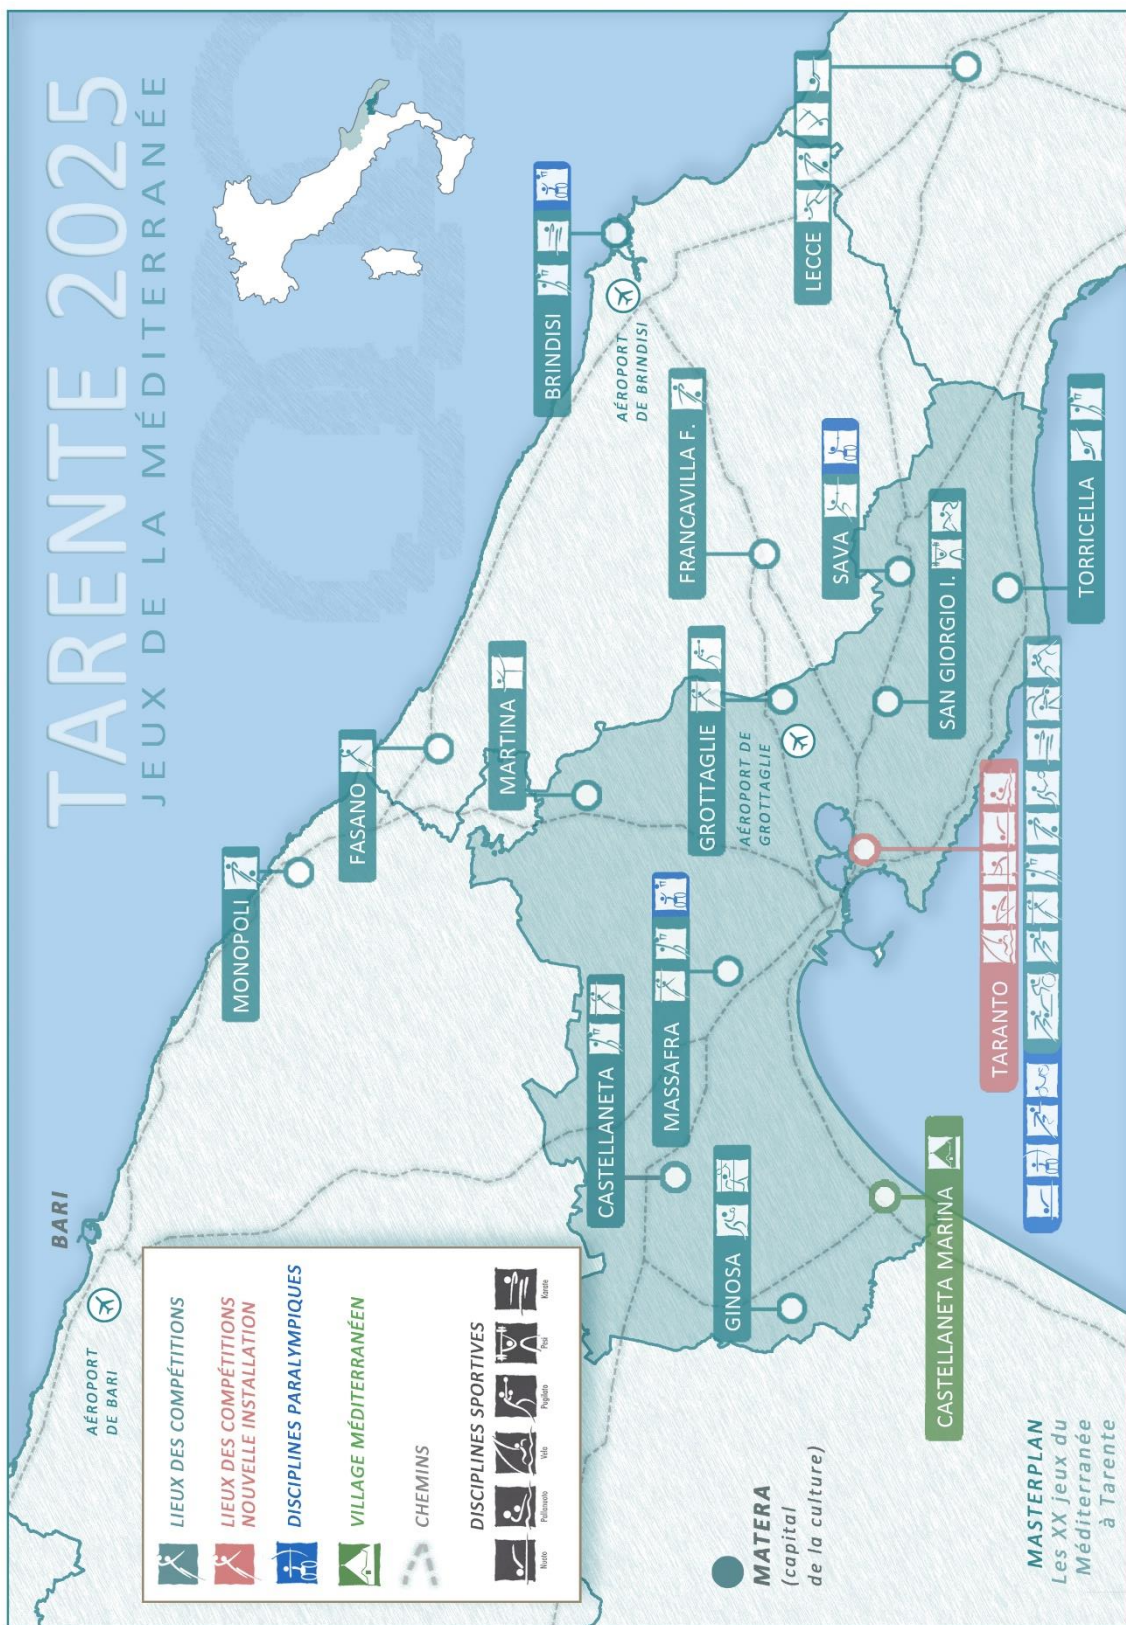 TARENTE 2025
JEUX DE LA MÉDITERRANÉE
BARI
AÉROPORT
DE BARI
MONOPOLI
FASANO
MARTINA
BRINDISI
AÉROPORT
DE BRINDISI
FRANCAVILLA F.
LECCE
GROTTAGLIE
AÉROPORT DE
GROTTAGLIE
SAVA
SAN GIORGIO I.
TORRICELLA
CASTELLANETA
MASSAFRA
GINOSA
TARANTO
CASTELLANETA MARINA
LIEUX DES COMPÉTITIONS
LIEUX DES COMPÉTITIONS
NOUVELLE INSTALLATION
DISCIPLINES PARALYMPIQUES
VILLAGE MÉDITERRANÉEN
CHEMINS
DISCIPLINES SPORTIVES
Nuoto
Pallanuoto
Vela
Pugilato
Pesi
Karate
MATERA
(capital
de la culture)
MASTERPLAN
Les XX jeux du
Méditerranée
à Tarente